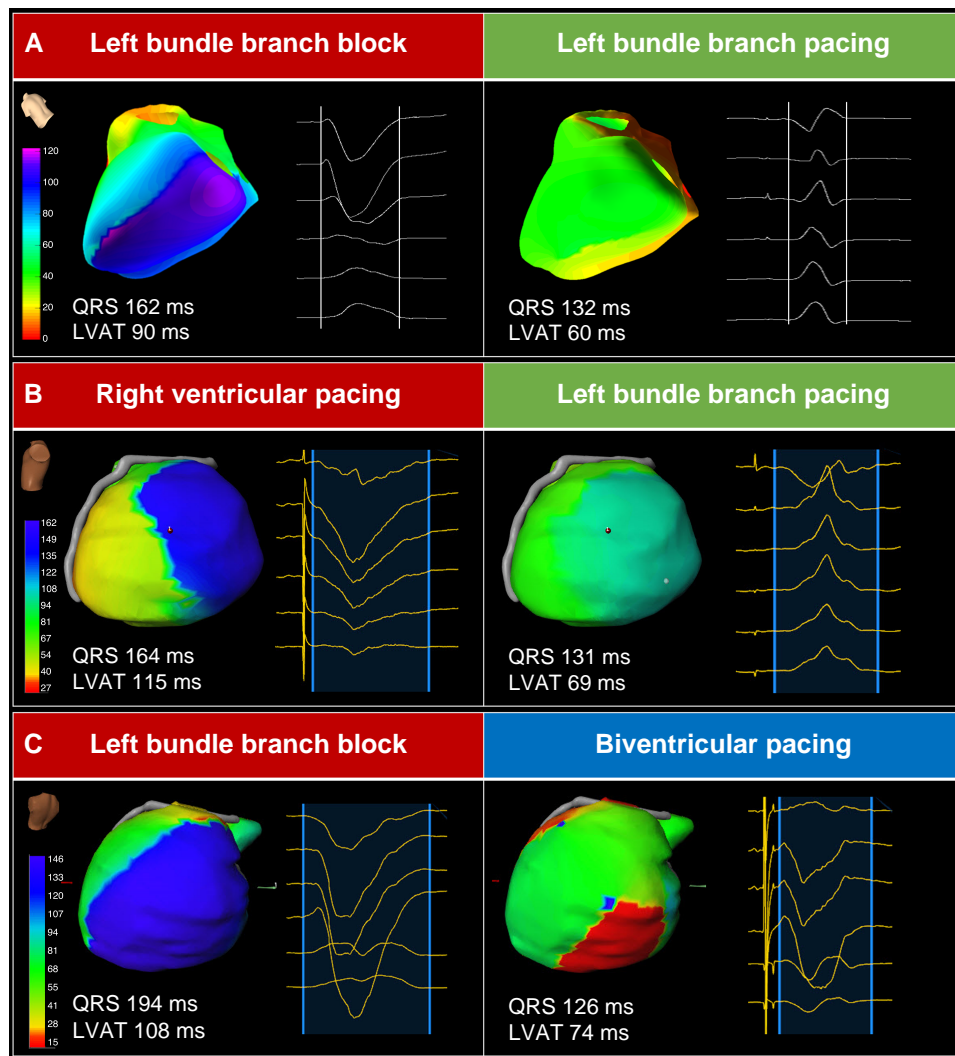 A
Left bundle branch block
Left bundle branch pacing
120
100
80
60
40
20
0
QRS 162 ms
LVAT 90 ms
QRS 132 ms
LVAT 60 ms
B
Right ventricular pacing
Left bundle branch pacing
162
149
135
122
108
94
81
67
54
40
27
QRS 164 ms
LVAT 115 ms
QRS 131 ms
LVAT 69 ms
C
Left bundle branch block
Biventricular pacing
146
133
120
107
94
81
68
54
41
28
15
QRS 194 ms
LVAT 108 ms
QRS 126 ms
LVAT 74 ms